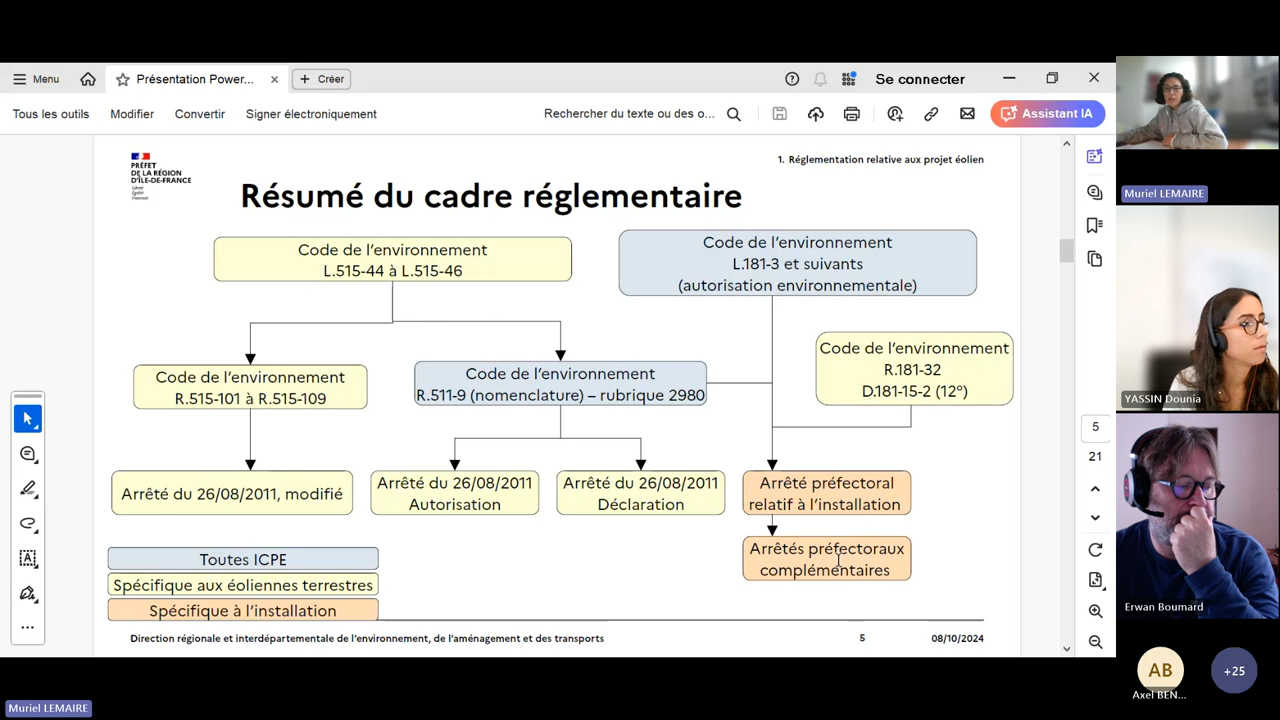 Menu
Présentation Power...
Créer
Se connecter
Tous les outils
Modifier
Convertir
Signer électroniquement
Rechercher du texte ou des o...
Assistant IA
PRÉFET
DE LA RÉGION
D'ÎLE-DE-FRANCE
Liberté
Égalité
Fraternité
1. Réglementation relative aux projet éolien
Résumé du cadre réglementaire
Code de l'environnement
L.515-44 à L.515-46
Code de l'environnement
L.181-3 et suivants
(autorisation environnementale)
Code de l'environnement
R.515-101 à R.515-109
Code de l'environnement
R.511-9 (nomenclature) – rubrique 2980
Code de l'environnement
R.181-32
D.181-15-2 (12°)
Arrêté du 26/08/2011, modifié
Arrêté du 26/08/2011
Autorisation
Arrêté du 26/08/2011
Déclaration
Arrêté préfectoral
relatif à l'installation
Arrêtés préfectoraux
complémentaires
Toutes ICPE
Spécifique aux éoliennes terrestres
Spécifique à l'installation
Direction régionale et interdépartementale de l'environnement, de l'aménagement et des transports
5
08/10/2024
5
21
Muriel LEMAIRE
YASSIN Dounia
Erwan Boumard
AB
Axel BEN...
+25
Muriel LEMAIRE